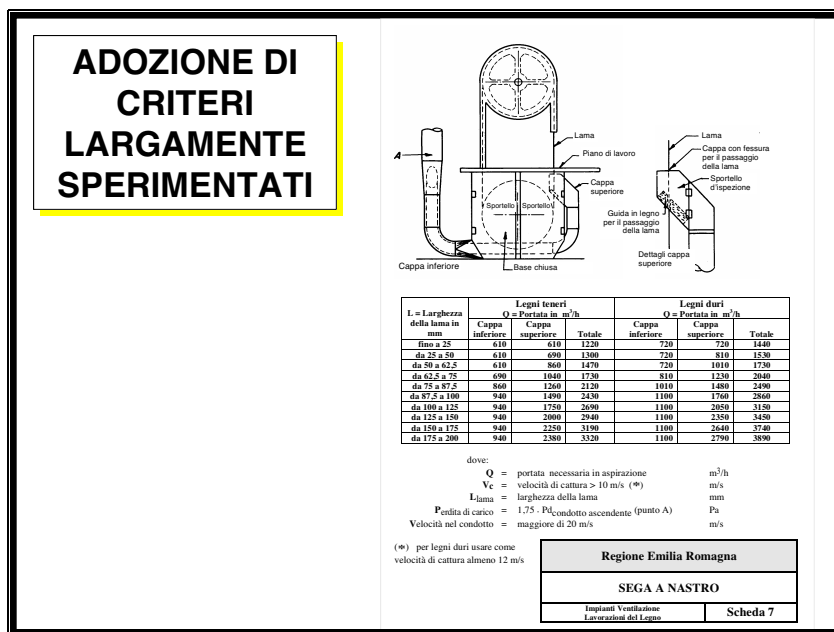 ADOZIONE DI
CRITERI
LARGAMENTE
SPERIMENTATI
A
Lama
Piano di lavoro
Cappa
superiore
Sportello
Sportello
Cappa inferiore
Base chiusa
Lama
Cappa con fessura
per il passaggio
della lama
Sportello
d'ispezione
Guida in legno
per il passaggio
della lama
Dettagli cappa
superiore
L = Larghezza della lama in mm | Legni teneri Q = Portata in m³/h | Legni duri Q = Portata in m³/h
Cappa inferiore | Cappa superiore | Totale | Cappa inferiore | Cappa superiore | Totale
fino a 25 | 610 | 610 | 1220 | 720 | 720 | 1440
da 25 a 50 | 610 | 690 | 1300 | 720 | 810 | 1530
da 50 a 62,5 | 610 | 860 | 1470 | 720 | 1010 | 1730
da 62,5 a 75 | 690 | 1040 | 1730 | 810 | 1230 | 2040
da 75 a 87,5 | 860 | 1260 | 2120 | 1010 | 1480 | 2490
da 87,5 a 100 | 940 | 1490 | 2430 | 1100 | 1760 | 2860
da 100 a 125 | 940 | 1750 | 2690 | 1100 | 2050 | 3150
da 125 a 150 | 940 | 2000 | 2940 | 1100 | 2350 | 3450
da 150 a 175 | 940 | 2250 | 3190 | 1100 | 2640 | 3740
da 175 a 200 | 940 | 2380 | 3320 | 1100 | 2790 | 3890
dove:
Q = portata necessaria in aspirazione m³/h
Vc = velocità di cattura > 10 m/s (*) m/s
Llama = larghezza della lama mm
Perdita di carico = 1,75 . Pdcondotto ascendente (punto A) Pa
Velocità nel condotto = maggiore di 20 m/s m/s
(*) per legni duri usare come
velocità di cattura almeno 12 m/s
Regione Emilia Romagna
SEGA A NASTRO
Impianti Ventilazione
Lavorazioni del Legno
Scheda 7